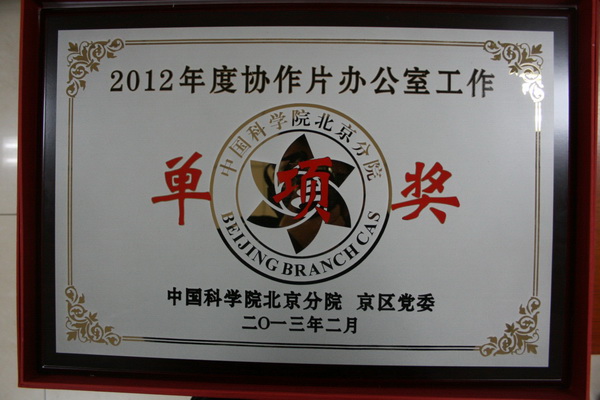 2012年度协作片办公室工作
中国科学院北京分院
单项奖
BEIJING BRANCH CAS
中国科学院北京分院 京区党委
二〇一三年二月